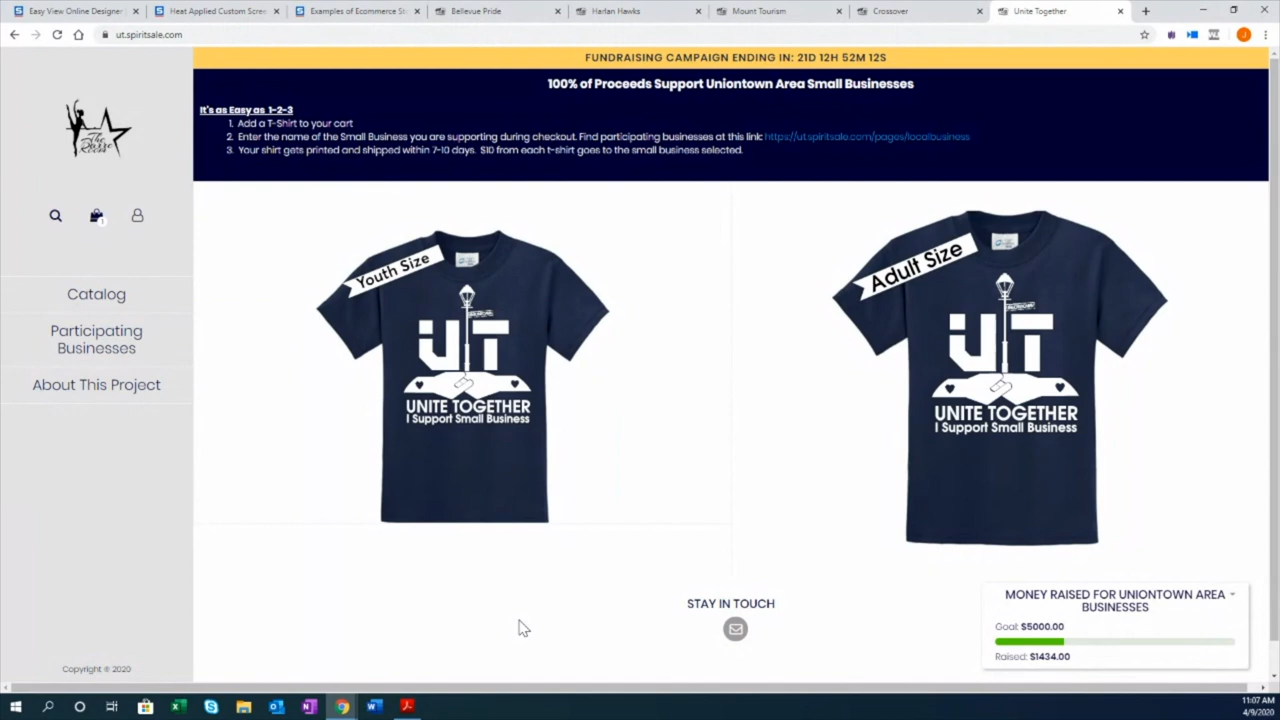 Easy View Online Designer
Heat Applied Custom Scree
Examples of Ecommerce St
Bellevue Pride
Harlan Hawks
Mount Tourism
Crossover
Unite Together
ut.spiritsale.com
FUNDRAISING CAMPAIGN ENDING IN: 21D 12H 52M 12S
100% of Proceeds Support Uniontown Area Small Businesses
It's as Easy as 1-2-3
1. Add a T-Shirt to your cart
2. Enter the name of the Small Business you are supporting during checkout. Find participating businesses at this link: https://ut.spiritsale.com/pages/localbusiness
3. Your shirt gets printed and shipped within 7-10 days. $10 from each t-shirt goes to the small business selected.
1
Catalog
Participating
Businesses
About This Project
Youth Size
UT
UNITE TOGETHER
I Support Small Business
Adult Size
UT
UNITE TOGETHER
I Support Small Business
STAY IN TOUCH
MONEY RAISED FOR UNIONTOWN AREA
BUSINESSES
Goal: $5000.00
Raised: $1434.00
Copyright © 2020
11:07 AM
4/9/2020